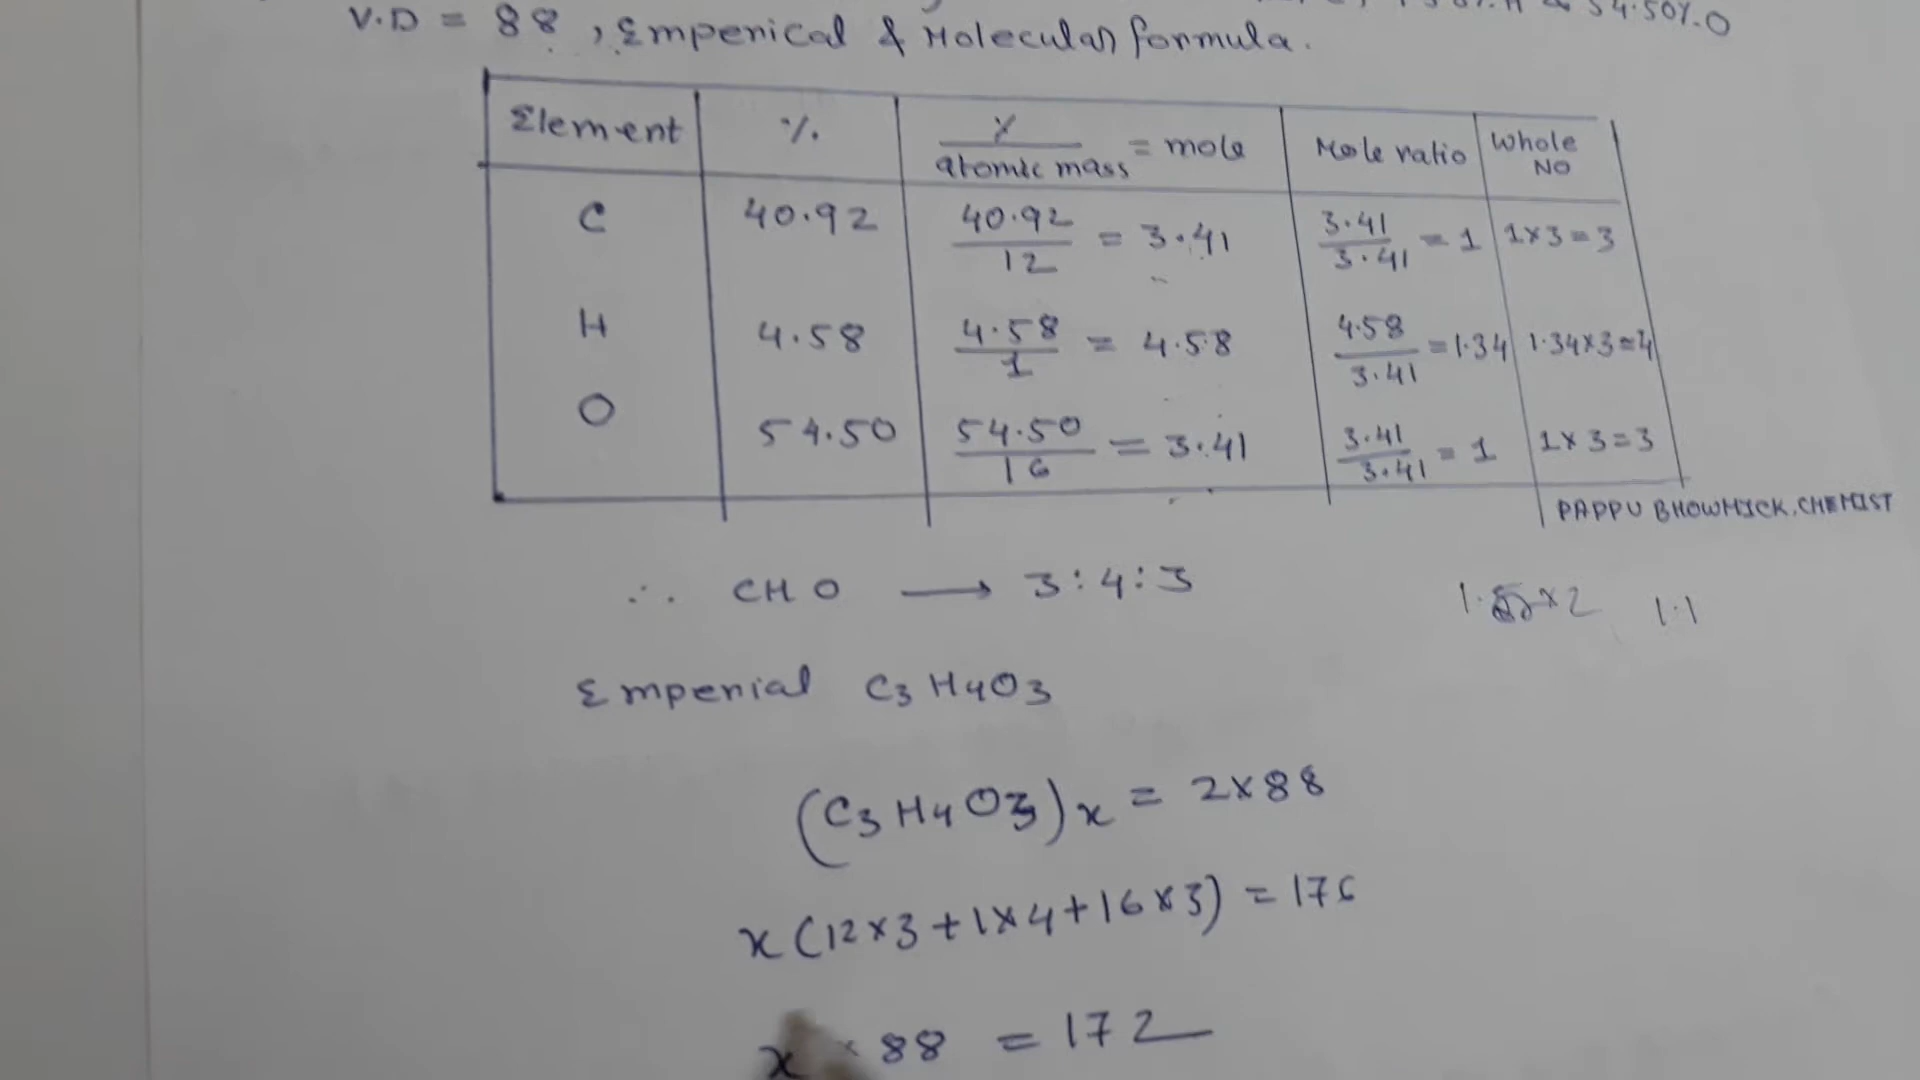 54.50%.O
V.D = 88, Emperical & Molecular formula.
Element % %/atomic mass = mole Mole ratio Whole No
C 40.92 40.92/12 = 3.41 3.41/3.41 = 1 1×3=3
H 4.58 4.58/1 = 4.58 4.58/3.41 =1.34 1.34×3=4
O 54.50 54.50/16 = 3.41 3.41/3.41 = 1 1×3=3
PAPPU BHOWMICK, CHEMIST
∴ CHO → 3:4:3
×2 1.1
Emperial C3H4O3
(C3H4O3)x = 2×88
x(12×3+1×4+16×3) = 176
x × 88 = 172